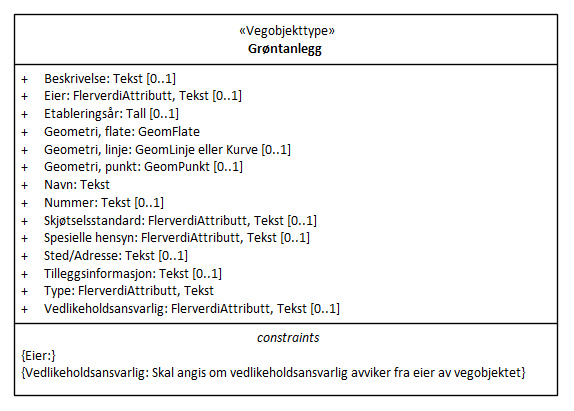 «Vegobjekttype»
Grøntanlegg
+ Beskrivelse: Tekst [0..1]
+ Eier: FlerverdiAttributt, Tekst [0..1]
+ Etableringsår: Tall [0..1]
+ Geometri, flate: GeomFlate
+ Geometri, linje: GeomLinje eller Kurve [0..1]
+ Geometri, punkt: GeomPunkt [0..1]
+ Navn: Tekst
+ Nummer: Tekst [0..1]
+ Skjøtselsstandard: FlerverdiAttributt, Tekst [0..1]
+ Spesielle hensyn: FlerverdiAttributt, Tekst [0..1]
+ Sted/Adresse: Tekst [0..1]
+ Tilleggsinformasjon: Tekst [0..1]
+ Type: FlerverdiAttributt, Tekst
+ Vedlikeholdsansvarlig: FlerverdiAttributt, Tekst [0..1]
constraints
{Eier:}
{Vedlikeholdsansvarlig: Skal angis om vedlikeholdsansvarlig avviker fra eier av vegobjektet}